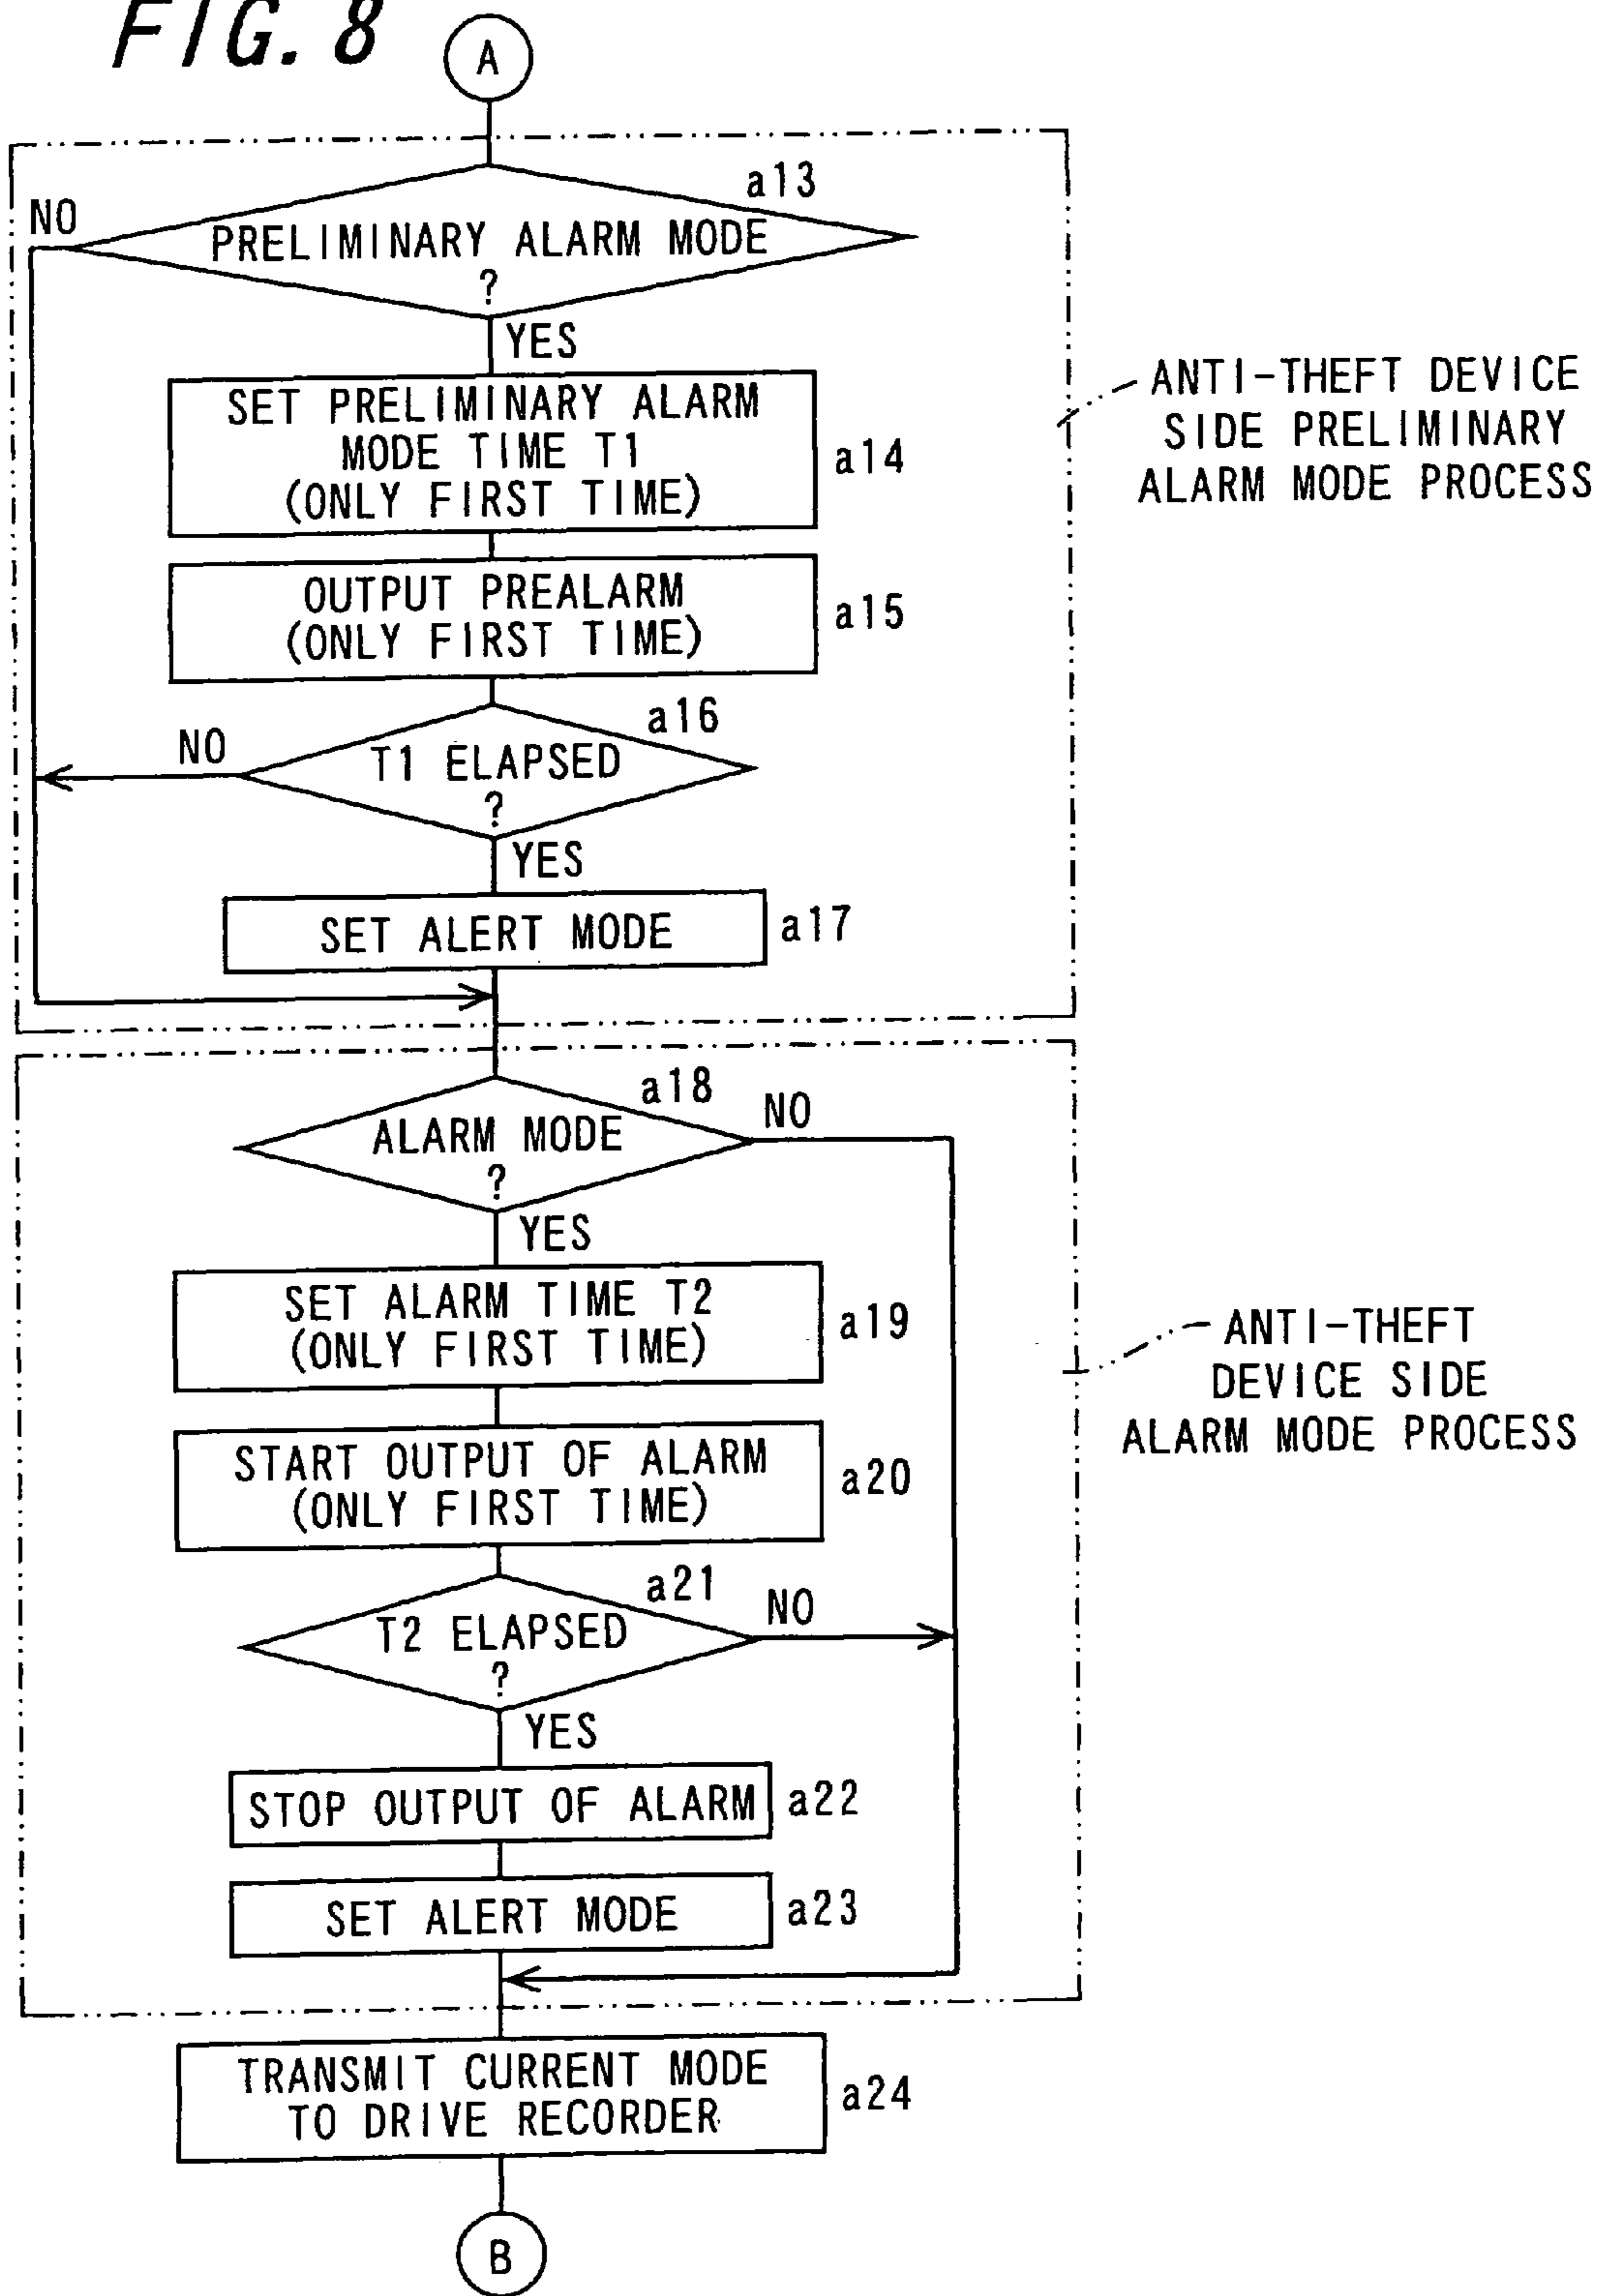 FIG. 8
A
a13
NO
PRELIMINARY ALARM MODE
?
YES
SET PRELIMINARY ALARM
MODE TIME T1
(ONLY FIRST TIME)
a14
ANTI-THEFT DEVICE
SIDE PRELIMINARY
ALARM MODE PROCESS
OUTPUT PREALARM
(ONLY FIRST TIME)
a15
a16
NO
T1 ELAPSED
?
YES
SET ALERT MODE
a17
a18
NO
ALARM MODE
?
YES
SET ALARM TIME T2
(ONLY FIRST TIME)
a19
ANTI-THEFT
DEVICE SIDE
ALARM MODE PROCESS
START OUTPUT OF ALARM
(ONLY FIRST TIME)
a20
a21
NO
T2 ELAPSED
?
YES
STOP OUTPUT OF ALARM
a22
SET ALERT MODE
a23
TRANSMIT CURRENT MODE
TO DRIVE RECORDER
a24
B